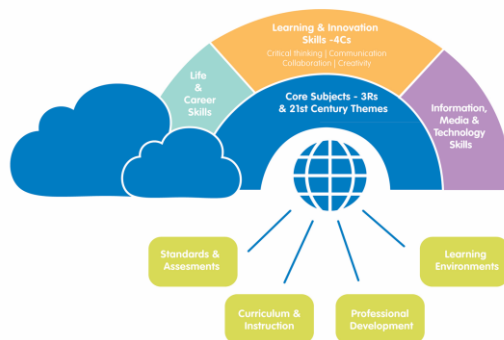 Learning & Innovation
Skills -4Cs
Critical thinking | Communication
Collaboration | Creativity
Life
&
Career
Skills
Core Subjects - 3Rs
& 21st Century Themes
Information,
Media &
Technology
Skills
Standards &
Assesments
Learning
Environments
Curriculum &
Instruction
Professional
Development